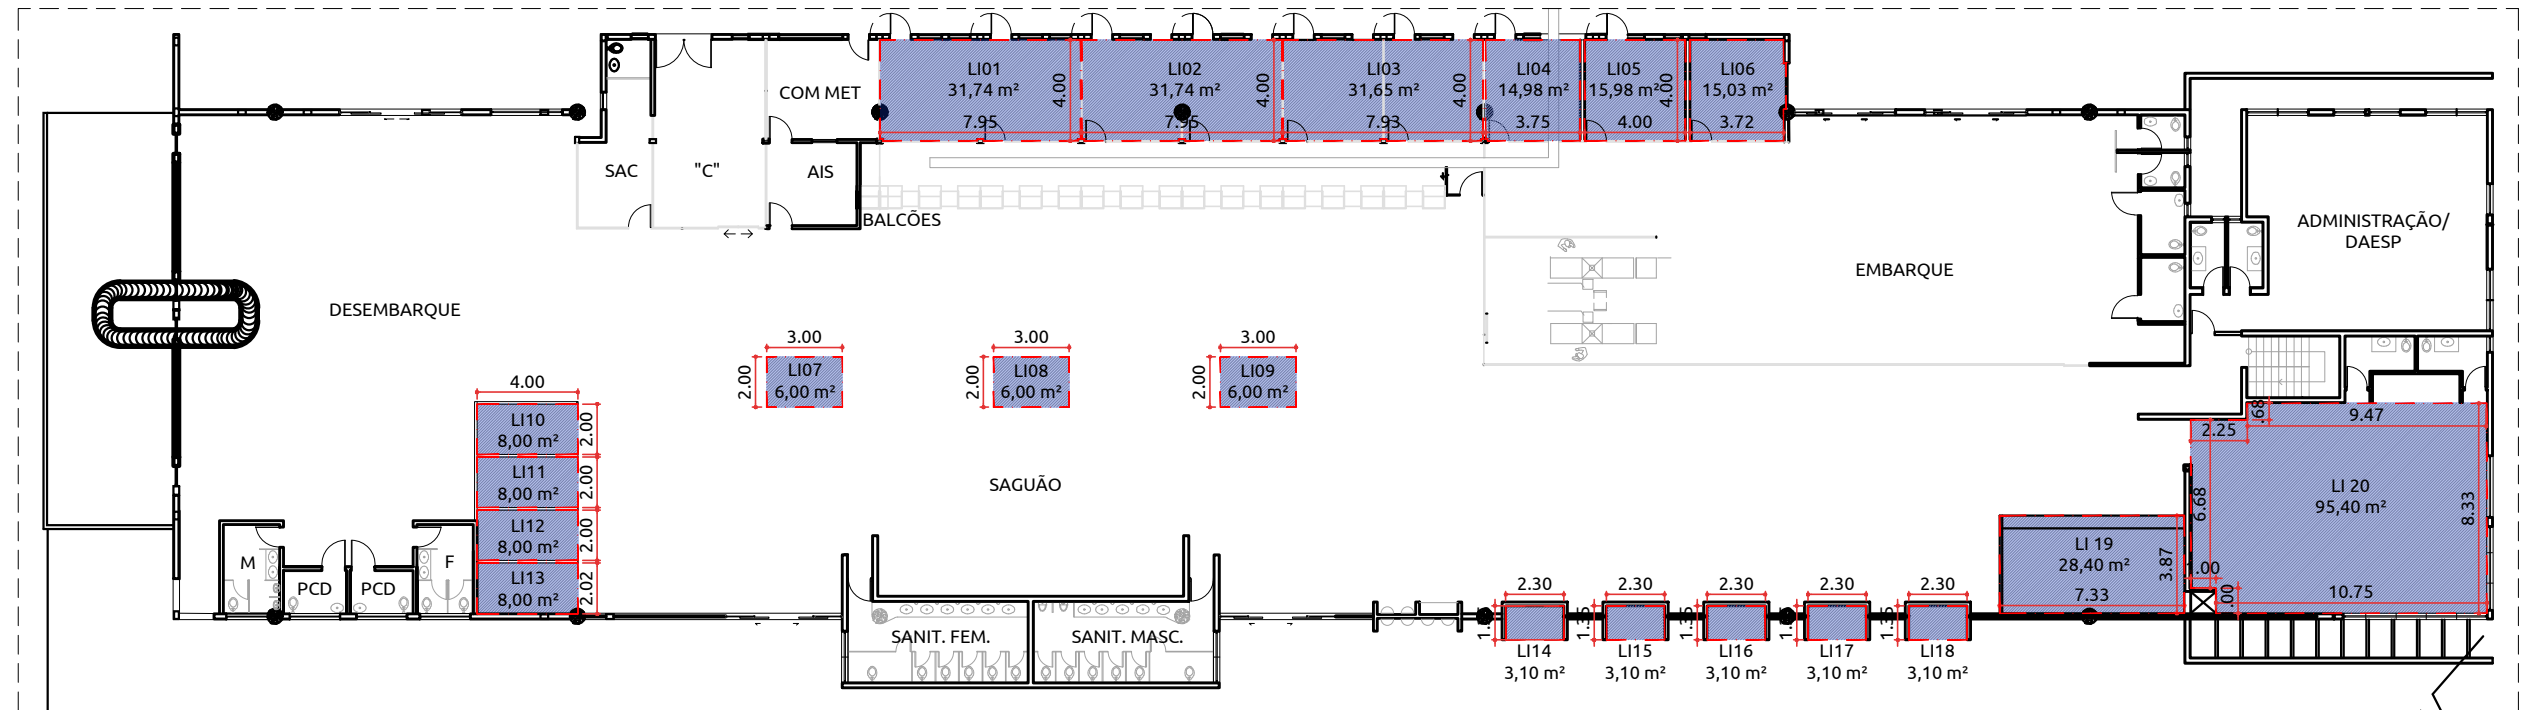 LI01
31,74 m²
4.00
7.95
LI02
31,74 m²
4.00
7.95
LI03
31,65 m²
4.00
7.93
LI04
14,98 m²
3.75
LI05
15,98 m²
4.00
4.00
LI06
15,03 m²
3.72
COM MET
SAC
"C"
AIS
BALCÕES
ADMINISTRAÇÃO/
DAESP
EMBARQUE
DESEMBARQUE
3.00
2.00
LI07
6,00 m²
3.00
2.00
LI08
6,00 m²
3.00
2.00
LI09
6,00 m²
4.00
LI10
8,00 m²
2.00
LI11
8,00 m²
2.00
LI12
8,00 m²
2.00
LI13
8,00 m²
2.02
SAGUÃO
M
PCD
PCD
F
SANIT. FEM.
SANIT. MASC.
2.30
LI14
3,10 m²
2.30
1.35
LI15
3,10 m²
2.30
1.35
LI16
3,10 m²
2.30
LI17
3,10 m²
2.30
1.35
LI18
3,10 m²
LI 19
28,40 m²
3.87
7.33
.68
9.47
2.25
6.68
LI 20
95,40 m²
8.33
1.00
10.75